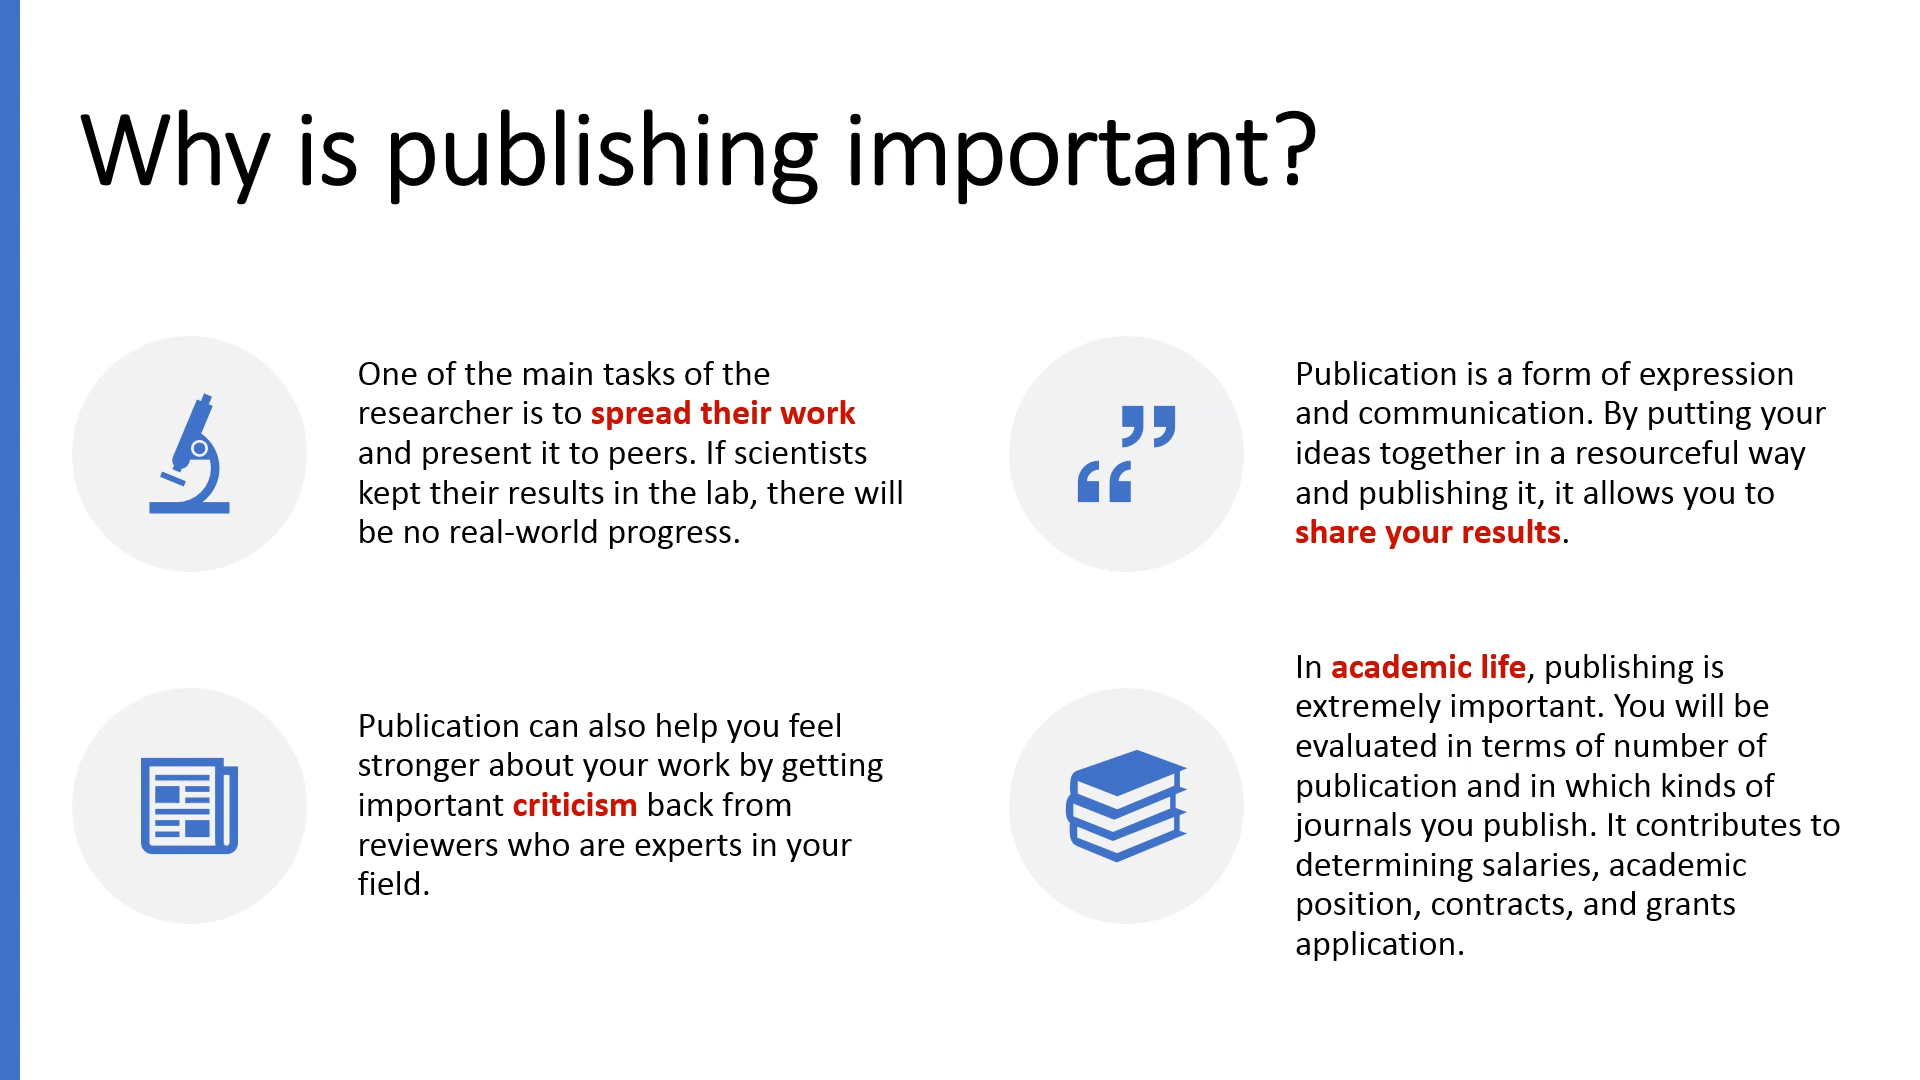 Why is publishing important?
One of the main tasks of the
researcher is to spread their work
and present it to peers. If scientists
kept their results in the lab, there will
be no real-world progress.
Publication is a form of expression
and communication. By putting your
ideas together in a resourceful way
and publishing it, it allows you to
share your results.
Publication can also help you feel
stronger about your work by getting
important criticism back from
reviewers who are experts in your
field.
In academic life, publishing is
extremely important. You will be
evaluated in terms of number of
publication and in which kinds of
journals you publish. It contributes to
determining salaries, academic
position, contracts, and grants
application.